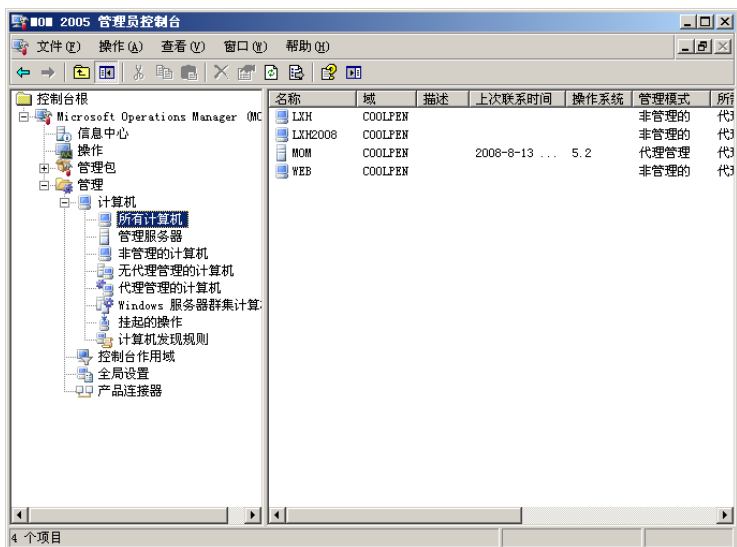 MOM 2005 管理员控制台
文件(F) 操作(A) 查看(V) 窗口(W) 帮助(H)
控制台根
Microsoft Operations Manager (MO
信息中心
操作
管理包
管理
计算机
所有计算机
管理服务器
非管理的计算机
无代理管理的计算机
代理管理的计算机
Windows 服务器群集计算
挂起的操作
计算机发现规则
控制台作用域
全局设置
产品连接器
名称 域 描述 上次联系时间 操作系统 管理模式
LXH COOLPEN 非管理的
LXH2008 COOLPEN 非管理的
MOM COOLPEN 2008-8-13 ... 5.2 代理管理
WEB COOLPEN 非管理的
4 个项目